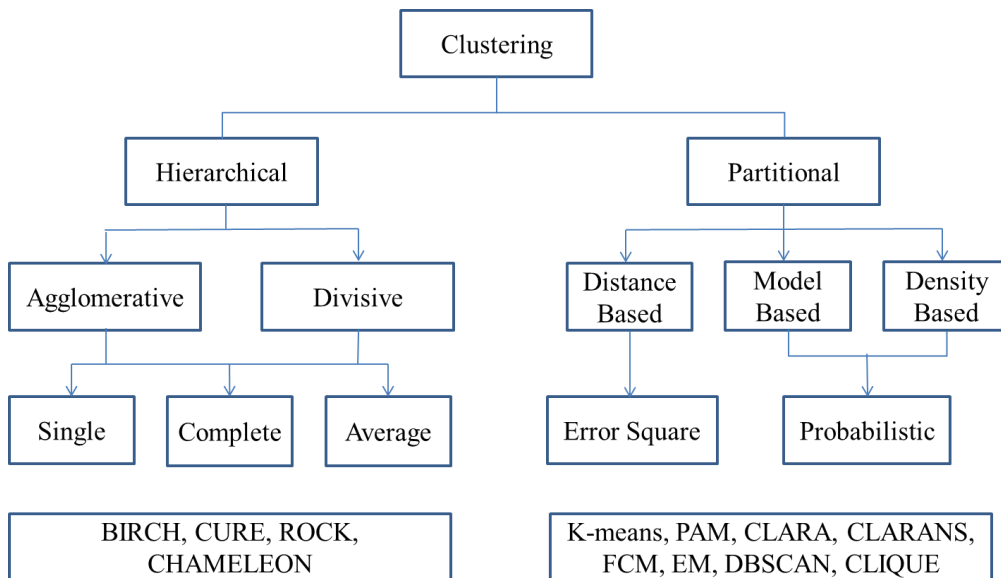 Clustering
Hierarchical
Partitional
Agglomerative
Divisive
Distance
Based
Model
Based
Density
Based
Single
Complete
Average
Error Square
Probabilistic
BIRCH, CURE, ROCK,
CHAMELEON
K-means, PAM, CLARA, CLARANS,
FCM, EM, DBSCAN, CLIQUE